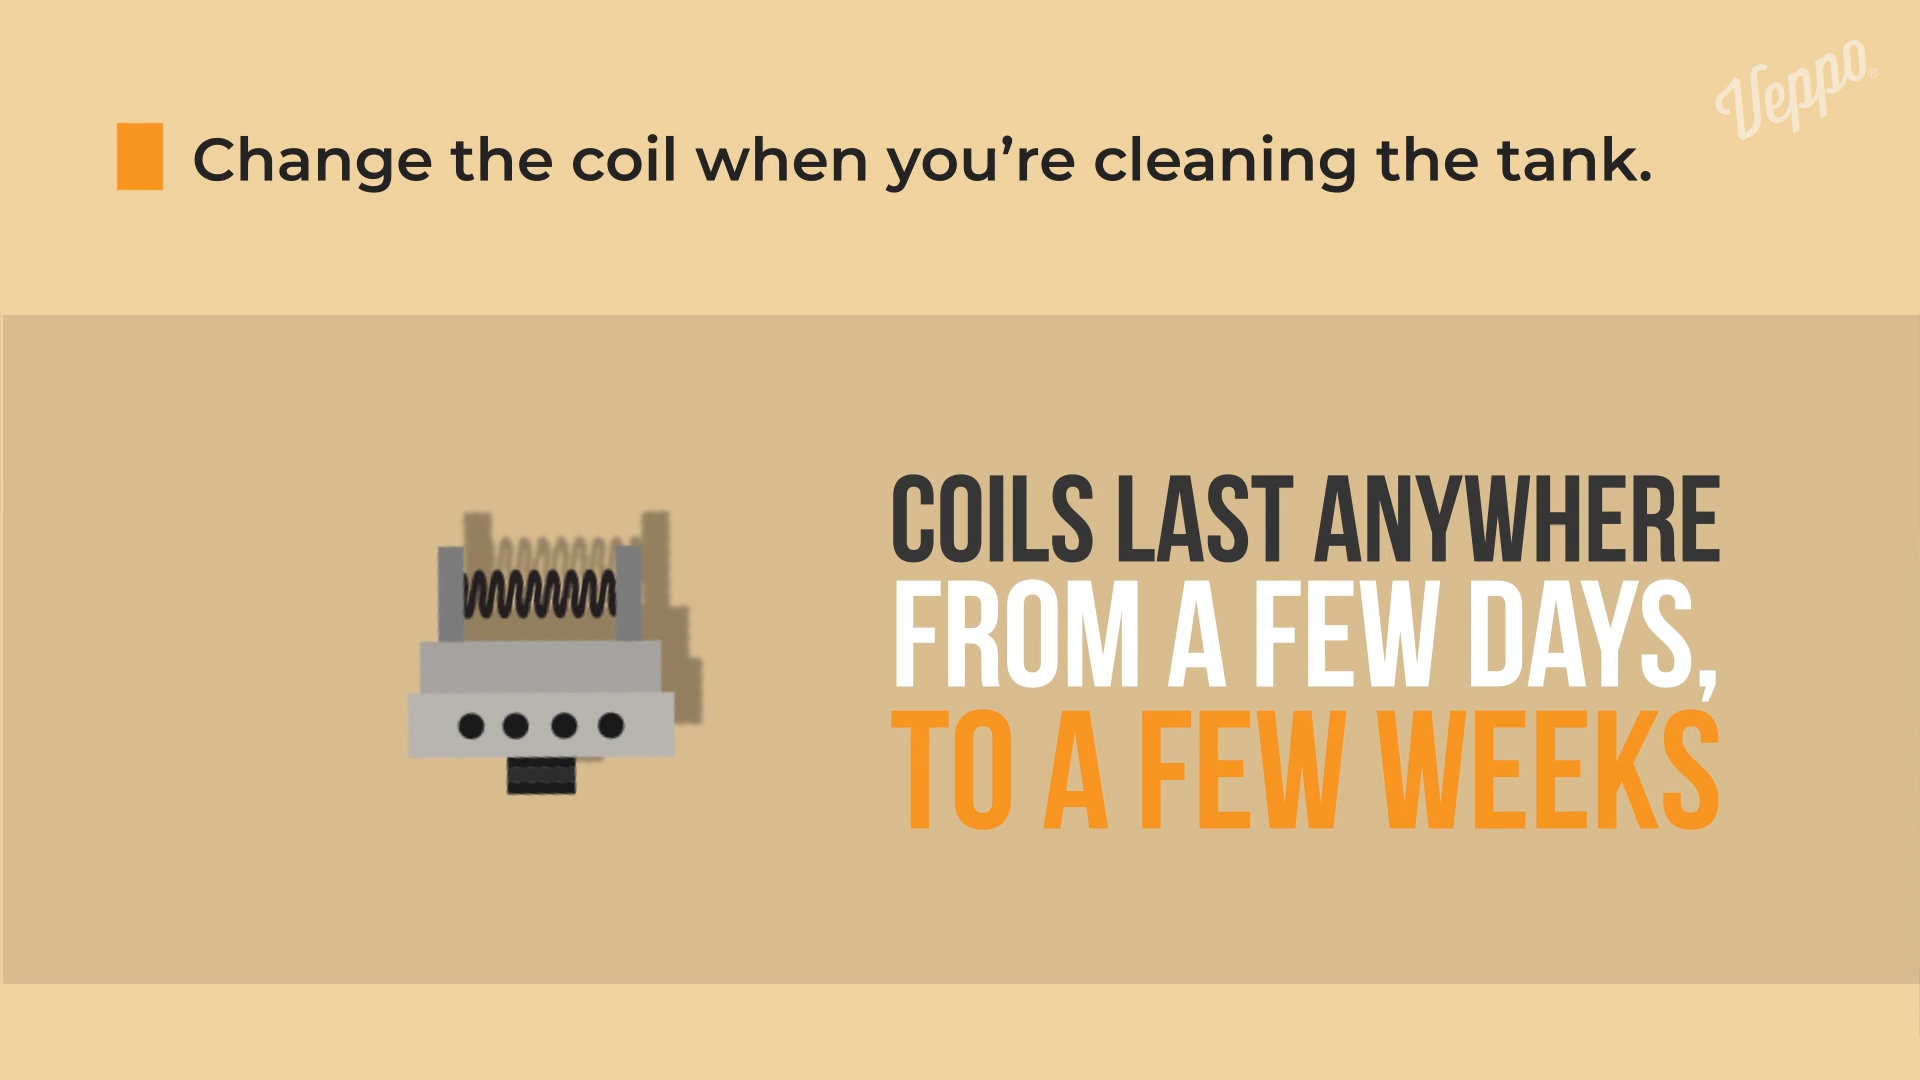 Veppo®
Change the coil when you’re cleaning the tank.
COILS LAST ANYWHERE
FROM A FEW DAYS,
TO A FEW WEEKS